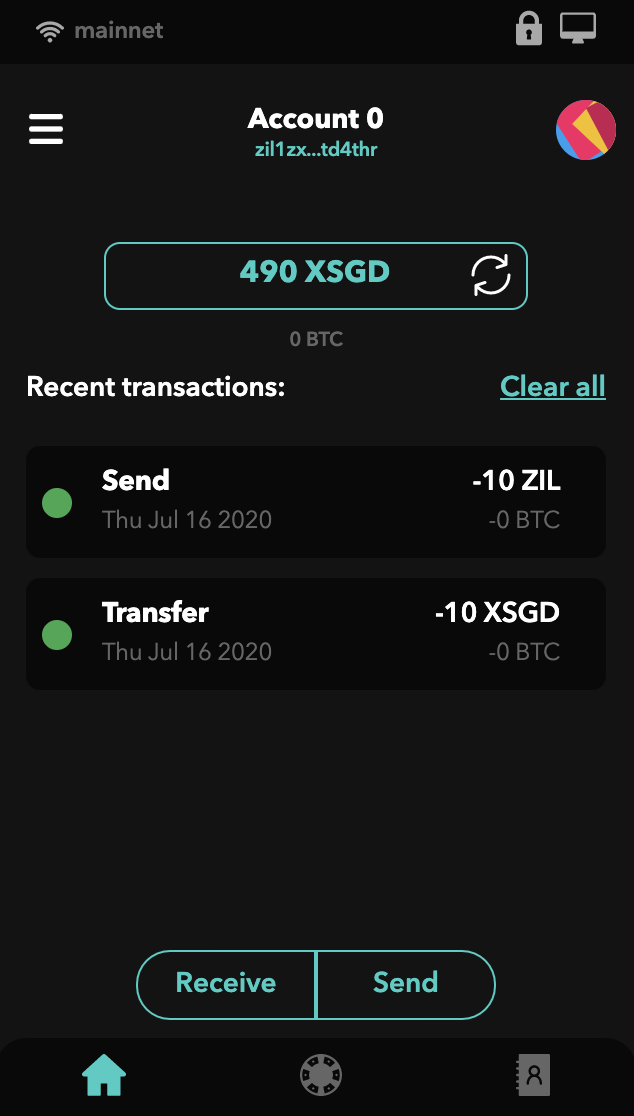 mainnet
Account 0
zil1zx...td4thr
490 XSGD
0 BTC
Recent transactions:
Clear all
Send
-10 ZIL
Thu Jul 16 2020
-0 BTC
Transfer
-10 XSGD
Thu Jul 16 2020
-0 BTC
Receive
Send